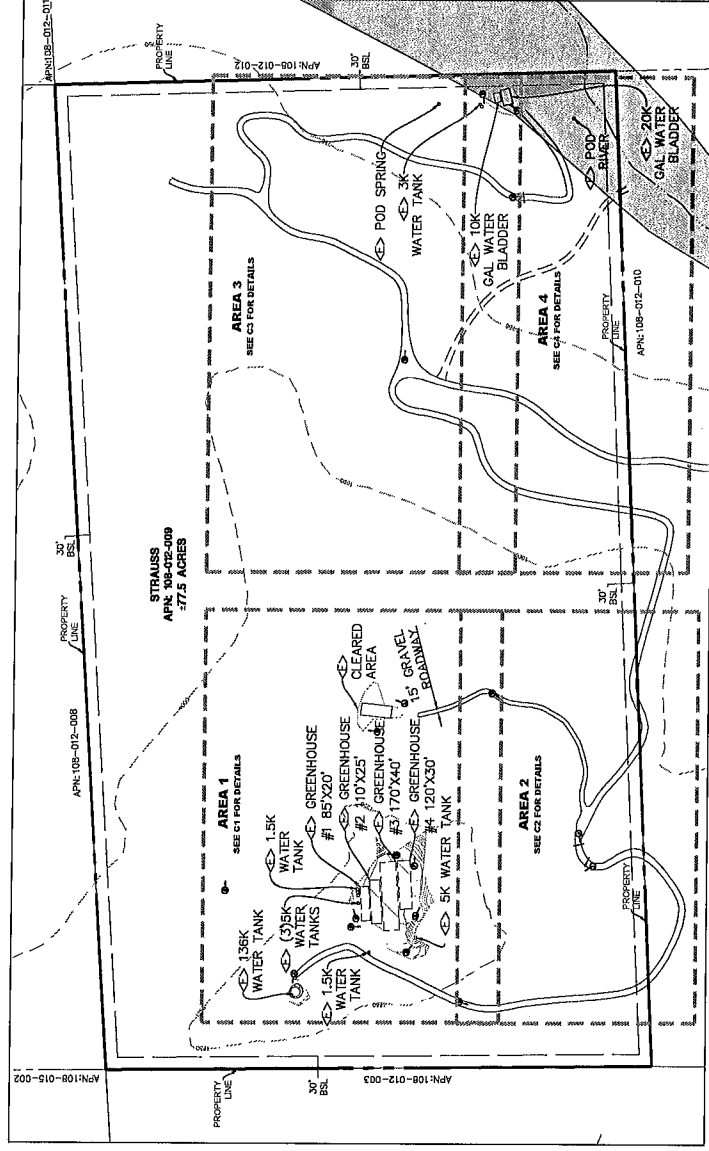 APN:108-012-011
PROPERTY
LINE
APN:108-012-012
30'
BSL
APN:108-012-008
PROPERTY
LINE
30'
BSL
STRAUSS
APN: 108-012-009
±77.5 ACRES
AREA 3
SEE C3 FOR DETAILS
<E> POD SPRING
<E> 3K
WATER TANK
<E> 10K
GAL WATER
BLADDER
<E> POD
RIVER
<E> 20K
GAL WATER
BLADDER
AREA 4
SEE C4 FOR DETAILS
PROPERTY
LINE
APN:108-012-010
AREA 1
SEE C1 FOR DETAILS
<E> CLEARED
AREA
15' GRAVEL
ROADWAY
<E> 1.5K
WATER
TANK
<E> GREENHOUSE
#1 85'X20'
<E> GREENHOUSE
#2 110'X25'
<E> GREENHOUSE
#3 170'X40'
<E> GREENHOUSE
#4 120'X30'
<E> 136K
WATER TANK
<E> (3)5K
WATER
TANKS
<E> 1.5K
WATER
TANK
<E> 5K WATER TANK
AREA 2
SEE C2 FOR DETAILS
30'
BSL
PROPERTY
LINE
APN:108-015-002
PROPERTY
LINE
30'
BSL
APN:108-012-003